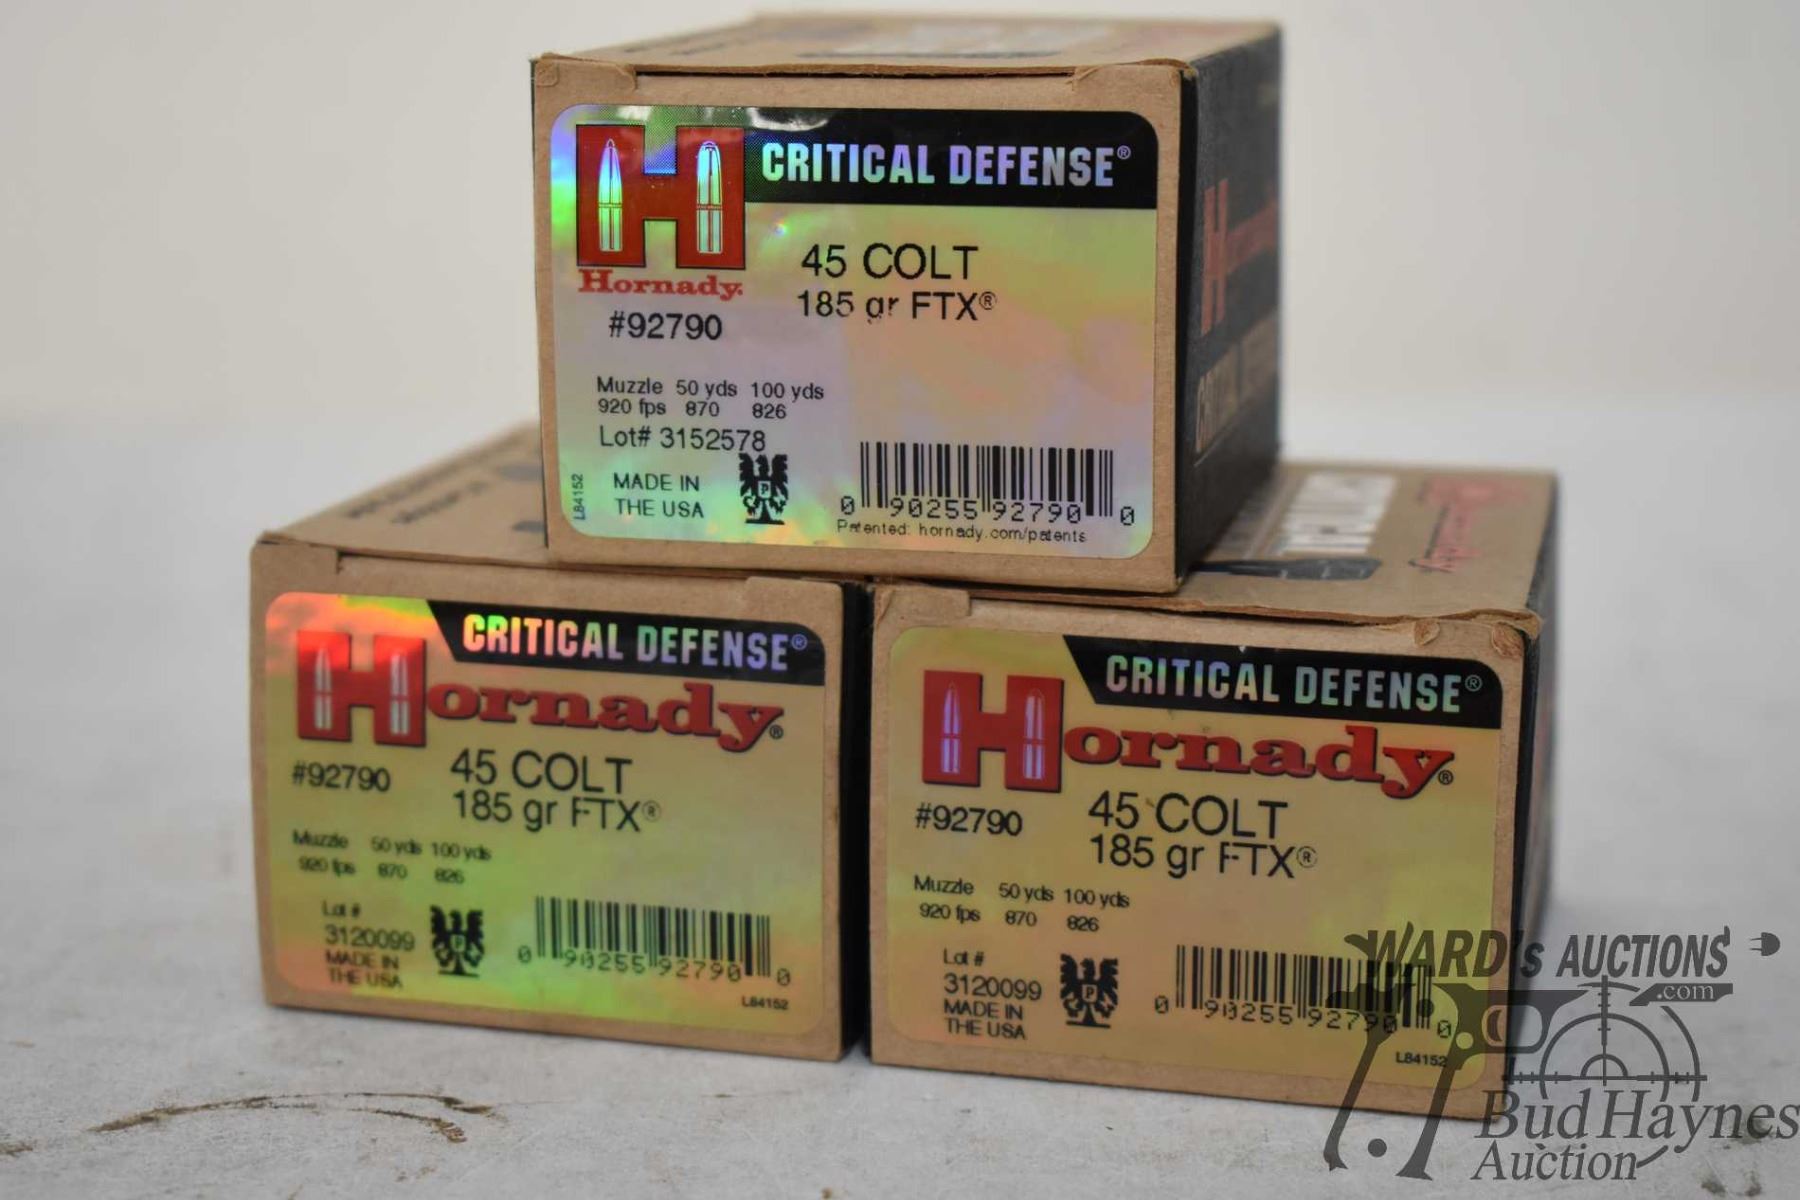 CRITICAL DEFENSE®
Hornady.
45 COLT
185 gr FTX®
#92790
Muzzle 50 yds 100 yds
920 fps 870 826
Lot# 3152578
MADE IN
THE USA
P
L84152
0 90255 92790 0
Patented: hornady.com/patents
CRITICAL DEFENSE®
Hornady®
#92790
45 COLT
185 gr FTX®
Muzzle 50 yds 100 yds
920 fps 870 826
Lot #
3120099
MADE IN
THE USA
P
0 90255 92790 0
L84152
CRITICAL DEFENSE®
Hornady®
#92790
45 COLT
185 gr FTX®
Muzzle 50 yds 100 yds
920 fps 870 826
Lot #
3120099
MADE IN
THE USA
P
0 90255 92790 0
L84152
WARD's AUCTIONS
.com
Bud Haynes
Auction